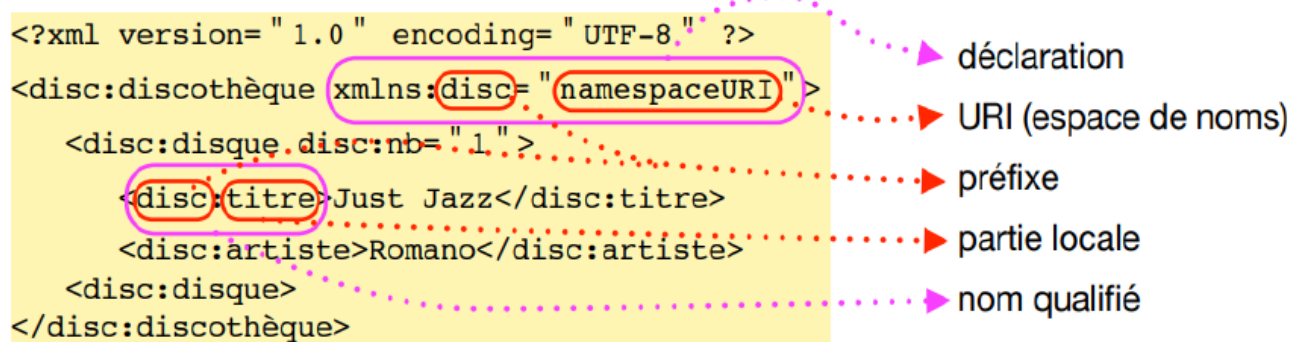 <?xml version="1.0" encoding="UTF-8" ?>
<disc:discothèque xmlns:disc="namespaceURI">
<disc:disque disc:nb="1">
<disc:titre>Just Jazz</disc:titre>
<disc:artiste>Romano</disc:artiste>
<disc:disque>
</disc:discothèque>
déclaration
URI (espace de noms)
préfixe
partie locale
nom qualifié